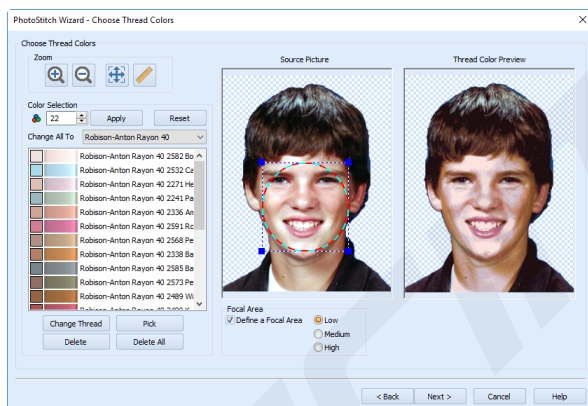 PhotoStitch Wizard - Choose Thread Colors
Choose Thread Colors
Zoom
Color Selection
22
Apply
Reset
Change All To
Robison-Anton Rayon 40
Robison-Anton Rayon 40 2582 Bo
Robison-Anton Rayon 40 2532 Ca
Robison-Anton Rayon 40 2271 He
Robison-Anton Rayon 40 2241 Pa
Robison-Anton Rayon 40 2336 An
Robison-Anton Rayon 40 2591 Ro
Robison-Anton Rayon 40 2568 Pe
Robison-Anton Rayon 40 2338 Ba
Robison-Anton Rayon 40 2585 Ba
Robison-Anton Rayon 40 2573 Pe
Robison-Anton Rayon 40 2489 Wi
Change Thread
Pick
Delete
Delete All
Source Picture
Thread Color Preview
Focal Area
Define a Focal Area
Low
Medium
High
< Back
Next >
Cancel
Help